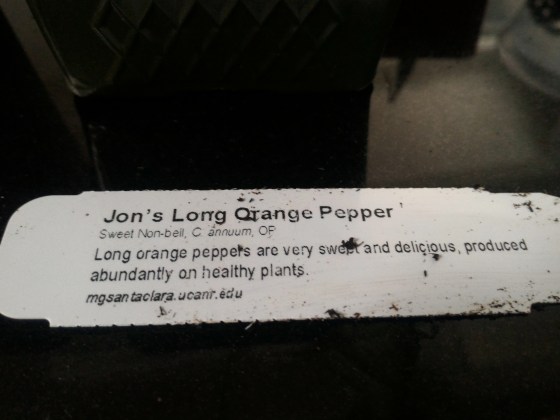 Jon's Long Orange Pepper
Sweet Non-bell, C annuum, OP
Long orange peppers are very sweet and delicious, produced
abundantly on healthy plants.
mgsantaclara.ucanr.edu